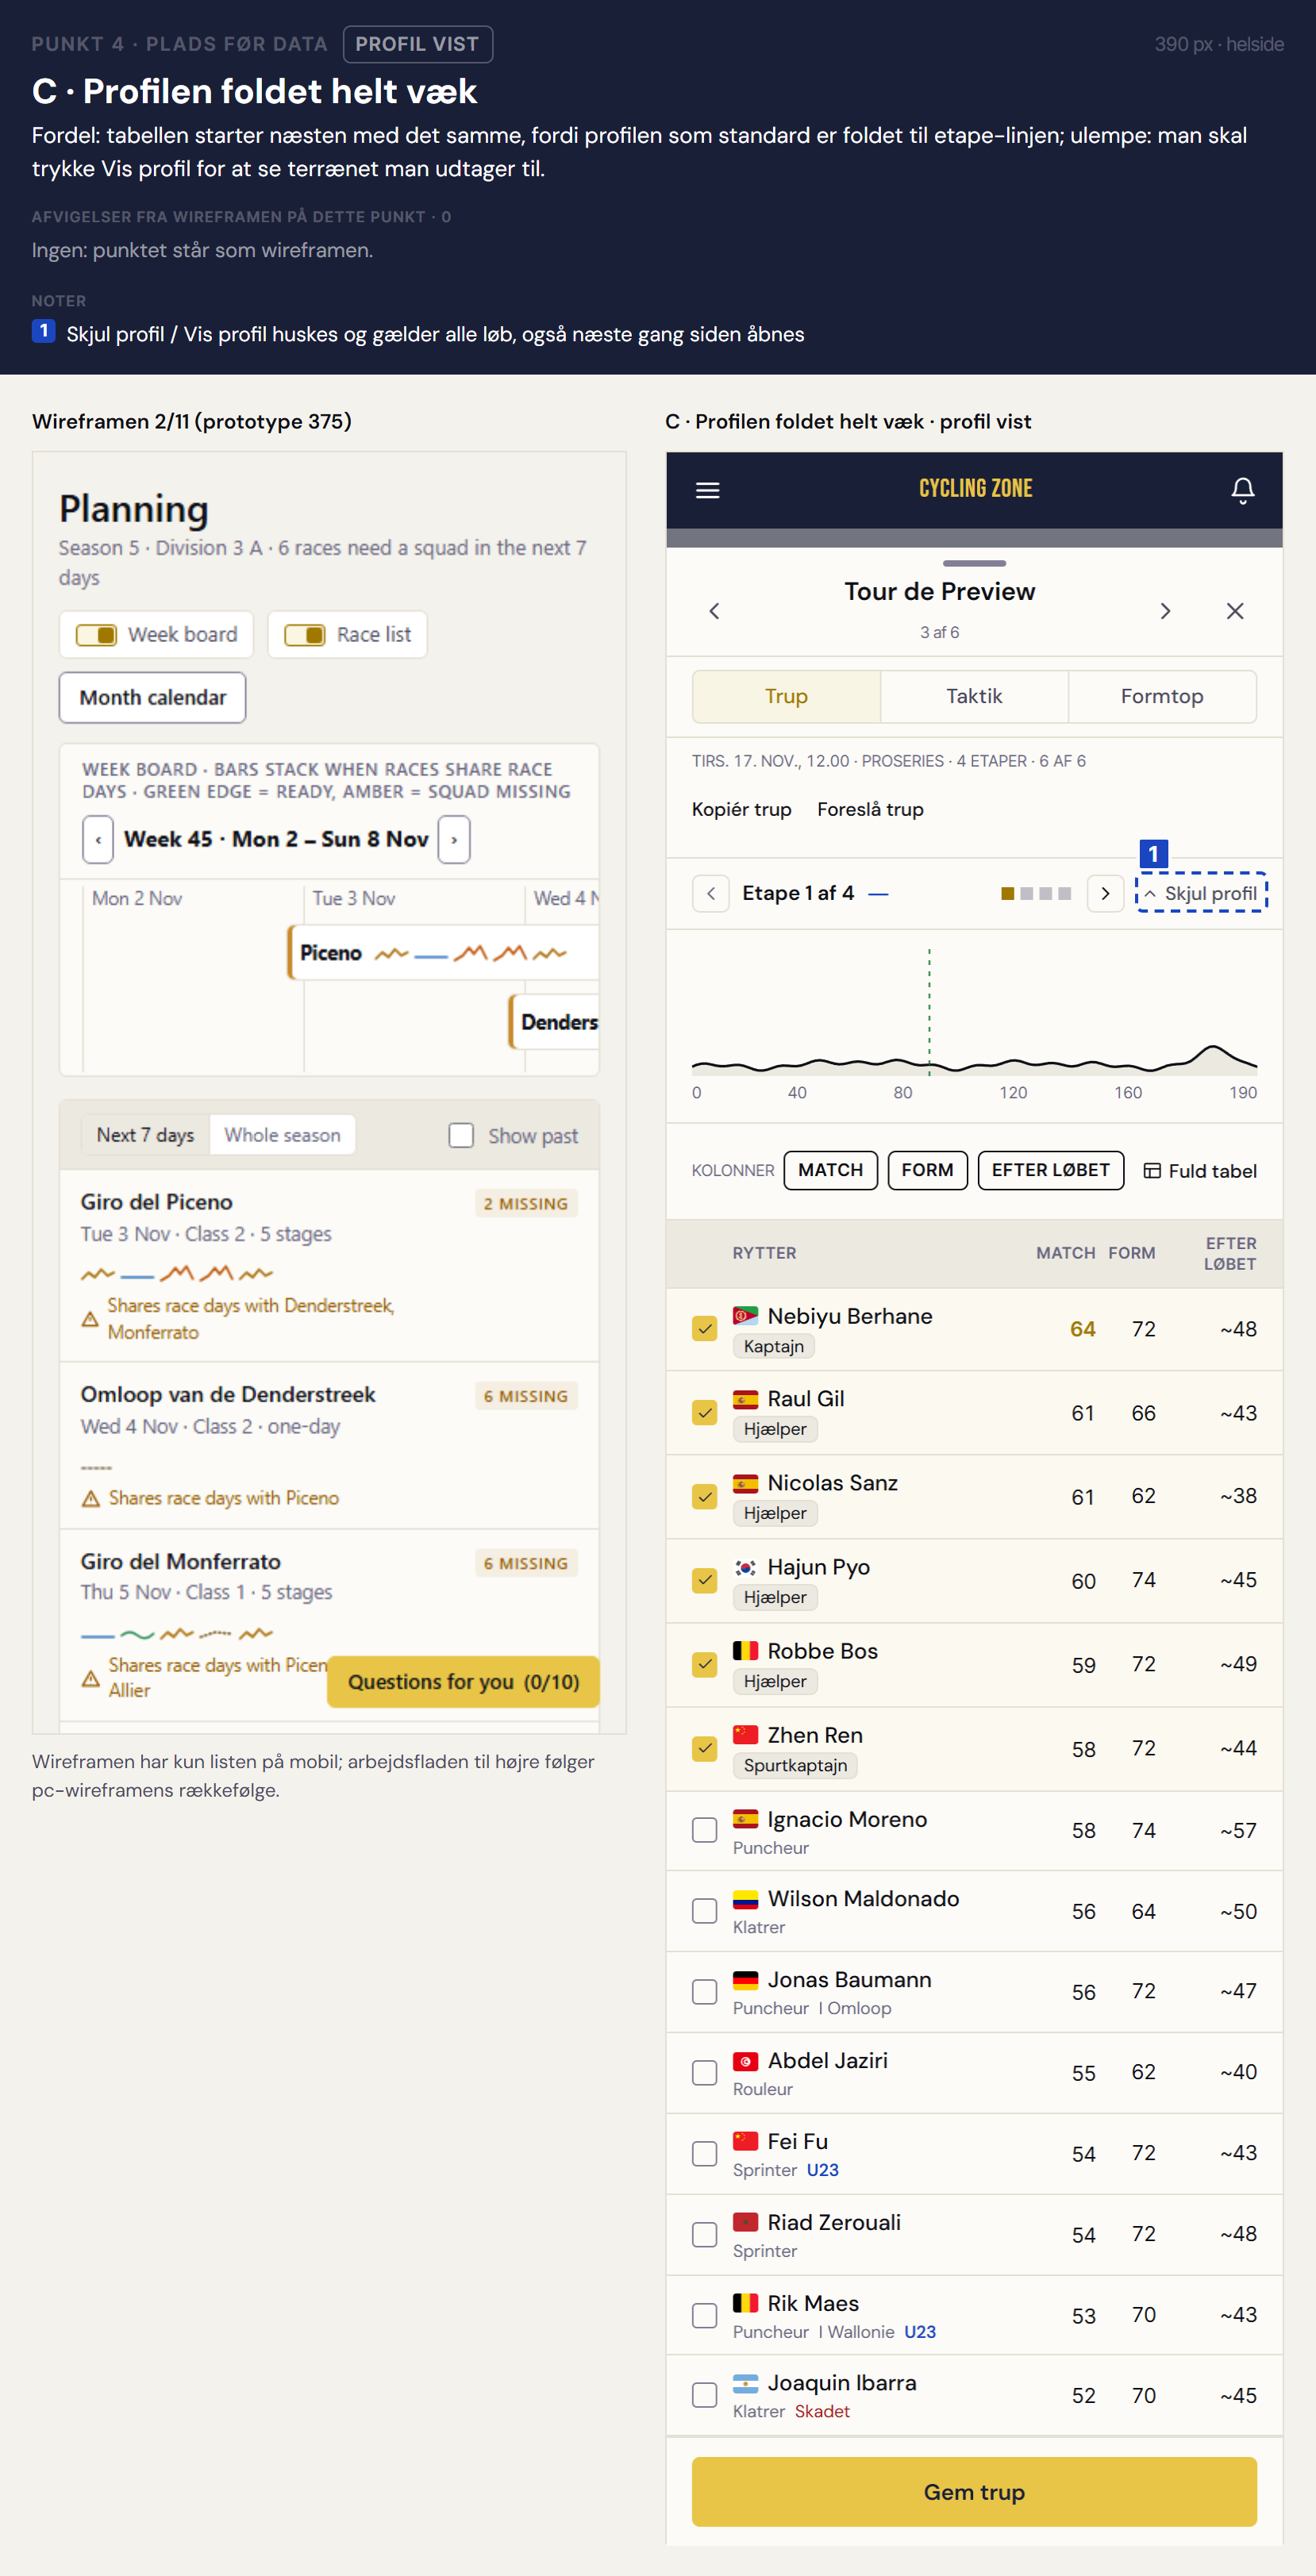 PUNKT 4 · PLADS FØR DATA
PROFIL VIST
390 px · helside
C · Profilen foldet helt væk
Fordel: tabellen starter næsten med det samme, fordi profilen som standard er foldet til etape-linjen; ulempe: man skal
trykke Vis profil for at se terrænet man udtager til.
AFVIGELSER FRA WIREFRAMEN PÅ DETTE PUNKT · 0
Ingen: punktet står som wireframen.
NOTER
1 Skjul profil / Vis profil huskes og gælder alle løb, også næste gang siden åbnes
Wireframen 2/11 (prototype 375)
Planning
Season 5 · Division 3 A · 6 races need a squad in the next 7
days
Week board
Race list
Month calendar
WEEK BOARD · BARS STACK WHEN RACES SHARE RACE
DAYS · GREEN EDGE = READY, AMBER = SQUAD MISSING
‹ Week 45 · Mon 2 – Sun 8 Nov ›
Mon 2 Nov
Tue 3 Nov
Wed 4 N
Piceno
Denders
Next 7 days
Whole season
Show past
Giro del Piceno
2 MISSING
Tue 3 Nov · Class 2 · 5 stages
Shares race days with Denderstreek,
Monferrato
Omloop van de Denderstreek
6 MISSING
Wed 4 Nov · Class 2 · one-day
Shares race days with Piceno
Giro del Monferrato
6 MISSING
Thu 5 Nov · Class 1 · 5 stages
Shares race days with Picen
Allier
Questions for you (0/10)
Wireframen har kun listen på mobil; arbejdsfladen til højre følger
pc-wireframens rækkefølge.
C · Profilen foldet helt væk · profil vist
CYCLING ZONE
Tour de Preview
3 af 6
Trup
Taktik
Formtop
TIRS. 17. NOV., 12.00 · PROSERIES · 4 ETAPER · 6 AF 6
Kopiér trup
Foreslå trup
1
Etape 1 af 4
Skjul profil
0 40 80 120 160 190
KOLONNER
MATCH
FORM
EFTER LØBET
Fuld tabel
RYTTER
MATCH
FORM
EFTER
LØBET
Nebiyu Berhane
Kaptajn
64 72 ~48
Raul Gil
Hjælper
61 66 ~43
Nicolas Sanz
Hjælper
61 62 ~38
Hajun Pyo
Hjælper
60 74 ~45
Robbe Bos
Hjælper
59 72 ~49
Zhen Ren
Spurtkaptajn
58 72 ~44
Ignacio Moreno
Puncheur
58 74 ~57
Wilson Maldonado
Klatrer
56 64 ~50
Jonas Baumann
Puncheur I Omloop
56 72 ~47
Abdel Jaziri
Rouleur
55 62 ~40
Fei Fu
Sprinter U23
54 72 ~43
Riad Zerouali
Sprinter
54 72 ~48
Rik Maes
Puncheur I Wallonie U23
53 70 ~43
Joaquin Ibarra
Klatrer Skadet
52 70 ~45
Gem trup